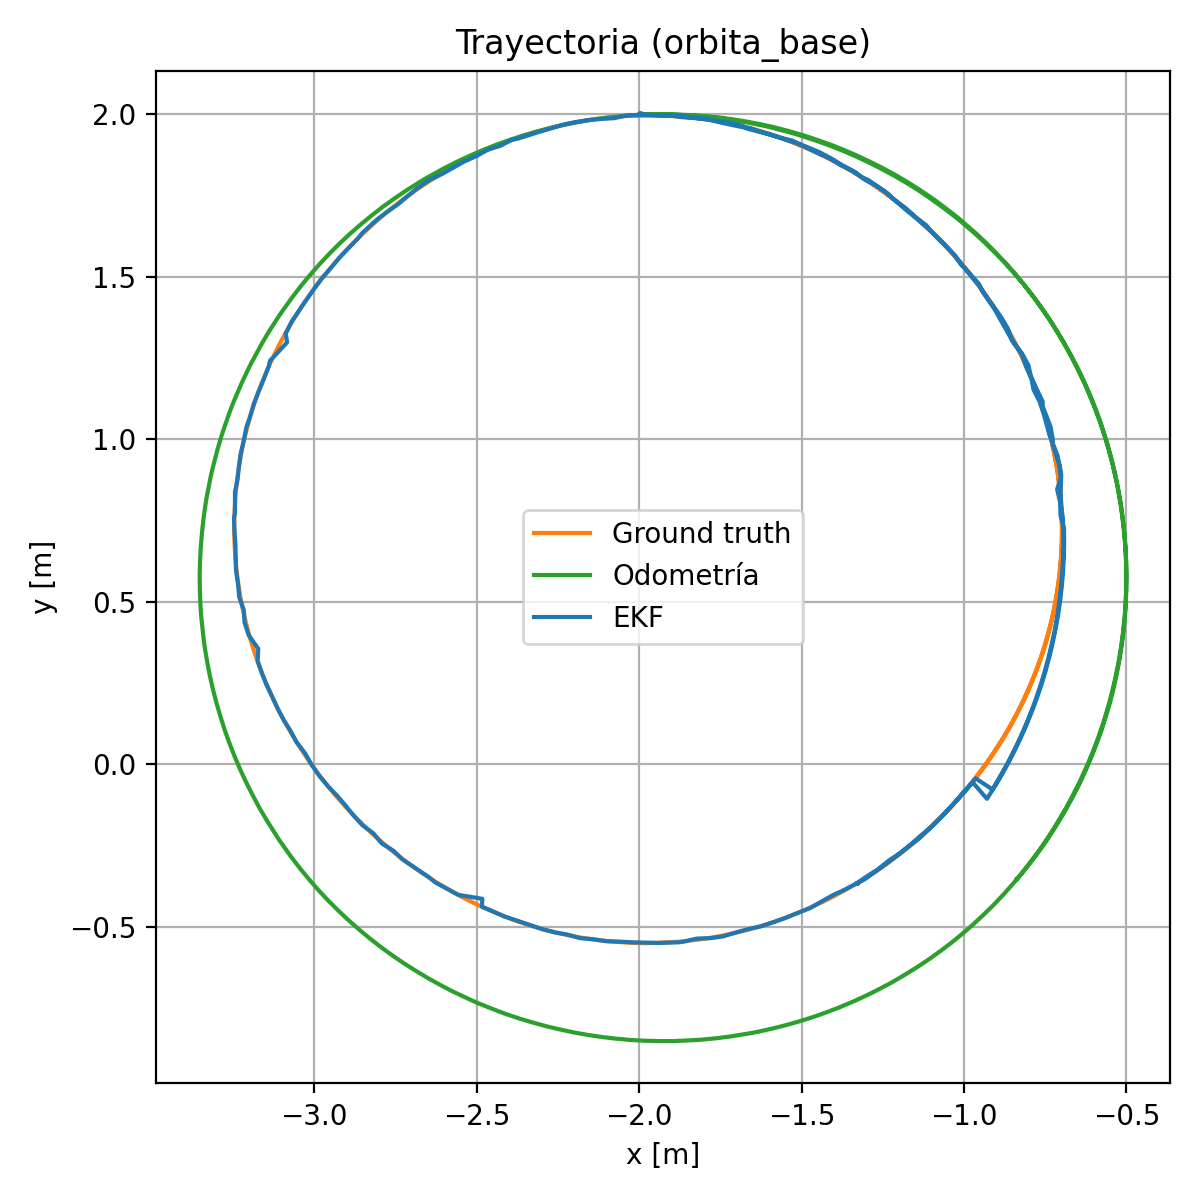 Trayectoria (orbita_base)
2.0
1.5
1.0
0.5
0.0
−0.5
y [m]
Ground truth
Odometría
EKF
−3.0 −2.5 −2.0 −1.5 −1.0 −0.5
x [m]